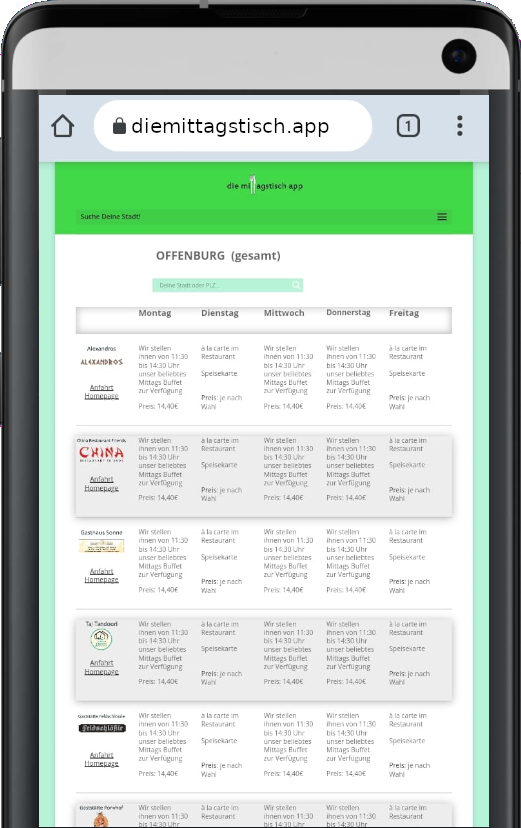 diemittagstisch.app
1
die mittagstisch app
Suche Deine Stadt!
OFFENBURG (gesamt)
Deine Stadt oder PLZ...
Montag Dienstag Mittwoch Donnerstag Freitag
Alexandros
ALEXANDROS
Anfahrt
Homepage
Wir stellen
ihnen von 11:30
bis 14:30 Uhr
unser beliebtes
Mittags Buffet
zur Verfügung
Preis: 14,40€
à la carte im
Restaurant
Speisekarte
Preis: je nach
Wahl
Wir stellen
ihnen von 11:30
bis 14:30 Uhr
unser beliebtes
Mittags Buffet
zur Verfügung
Preis: 14,40€
Wir stellen
ihnen von 11:30
bis 14:30 Uhr
unser beliebtes
Mittags Buffet
zur Verfügung
Preis: 14,40€
à la carte im
Restaurant
Speisekarte
Preis: je nach
Wahl
China Restaurant Friends
CHINA
RESTAURANT FRIENDS
Anfahrt
Homepage
Wir stellen
ihnen von 11:30
bis 14:30 Uhr
unser beliebtes
Mittags Buffet
zur Verfügung
Preis: 14,40€
à la carte im
Restaurant
Speisekarte
Preis: je nach
Wahl
Wir stellen
ihnen von 11:30
bis 14:30 Uhr
unser beliebtes
Mittags Buffet
zur Verfügung
Preis: 14,40€
Wir stellen
ihnen von 11:30
bis 14:30 Uhr
unser beliebtes
Mittags Buffet
zur Verfügung
Preis: 14,40€
à la carte im
Restaurant
Speisekarte
Preis: je nach
Wahl
Gasthaus Sonne
Anfahrt
Homepage
Wir stellen
ihnen von 11:30
bis 14:30 Uhr
unser beliebtes
Mittags Buffet
zur Verfügung
Preis: 14,40€
à la carte im
Restaurant
Speisekarte
Preis: je nach
Wahl
Wir stellen
ihnen von 11:30
bis 14:30 Uhr
unser beliebtes
Mittags Buffet
zur Verfügung
Preis: 14,40€
Wir stellen
ihnen von 11:30
bis 14:30 Uhr
unser beliebtes
Mittags Buffet
zur Verfügung
Preis: 14,40€
à la carte im
Restaurant
Speisekarte
Preis: je nach
Wahl
Taj Tandoori
Anfahrt
Homepage
Wir stellen
ihnen von 11:30
bis 14:30 Uhr
unser beliebtes
Mittags Buffet
zur Verfügung
Preis: 14,40€
à la carte im
Restaurant
Speisekarte
Preis: je nach
Wahl
Wir stellen
ihnen von 11:30
bis 14:30 Uhr
unser beliebtes
Mittags Buffet
zur Verfügung
Preis: 14,40€
Wir stellen
ihnen von 11:30
bis 14:30 Uhr
unser beliebtes
Mittags Buffet
zur Verfügung
Preis: 14,40€
à la carte im
Restaurant
Speisekarte
Preis: je nach
Wahl
Anfahrt
Homepage
Wir stellen
ihnen von 11:30
bis 14:30 Uhr
unser beliebtes
Mittags Buffet
zur Verfügung
Preis: 14,40€
à la carte im
Restaurant
Speisekarte
Preis: je nach
Wahl
Wir stellen
ihnen von 11:30
bis 14:30 Uhr
unser beliebtes
Mittags Buffet
zur Verfügung
Preis: 14,40€
Wir stellen
ihnen von 11:30
bis 14:30 Uhr
unser beliebtes
Mittags Buffet
zur Verfügung
Preis: 14,40€
à la carte im
Restaurant
Speisekarte
Preis: je nach
Wahl
Wir stellen
ihnen von 11:30
bis 14:30 Uhr
à la carte im
Restaurant
Wir stellen
ihnen von 11:30
bis 14:30 Uhr
Wir stellen
ihnen von 11:30
bis 14:30 Uhr
à la carte im
Restaurant